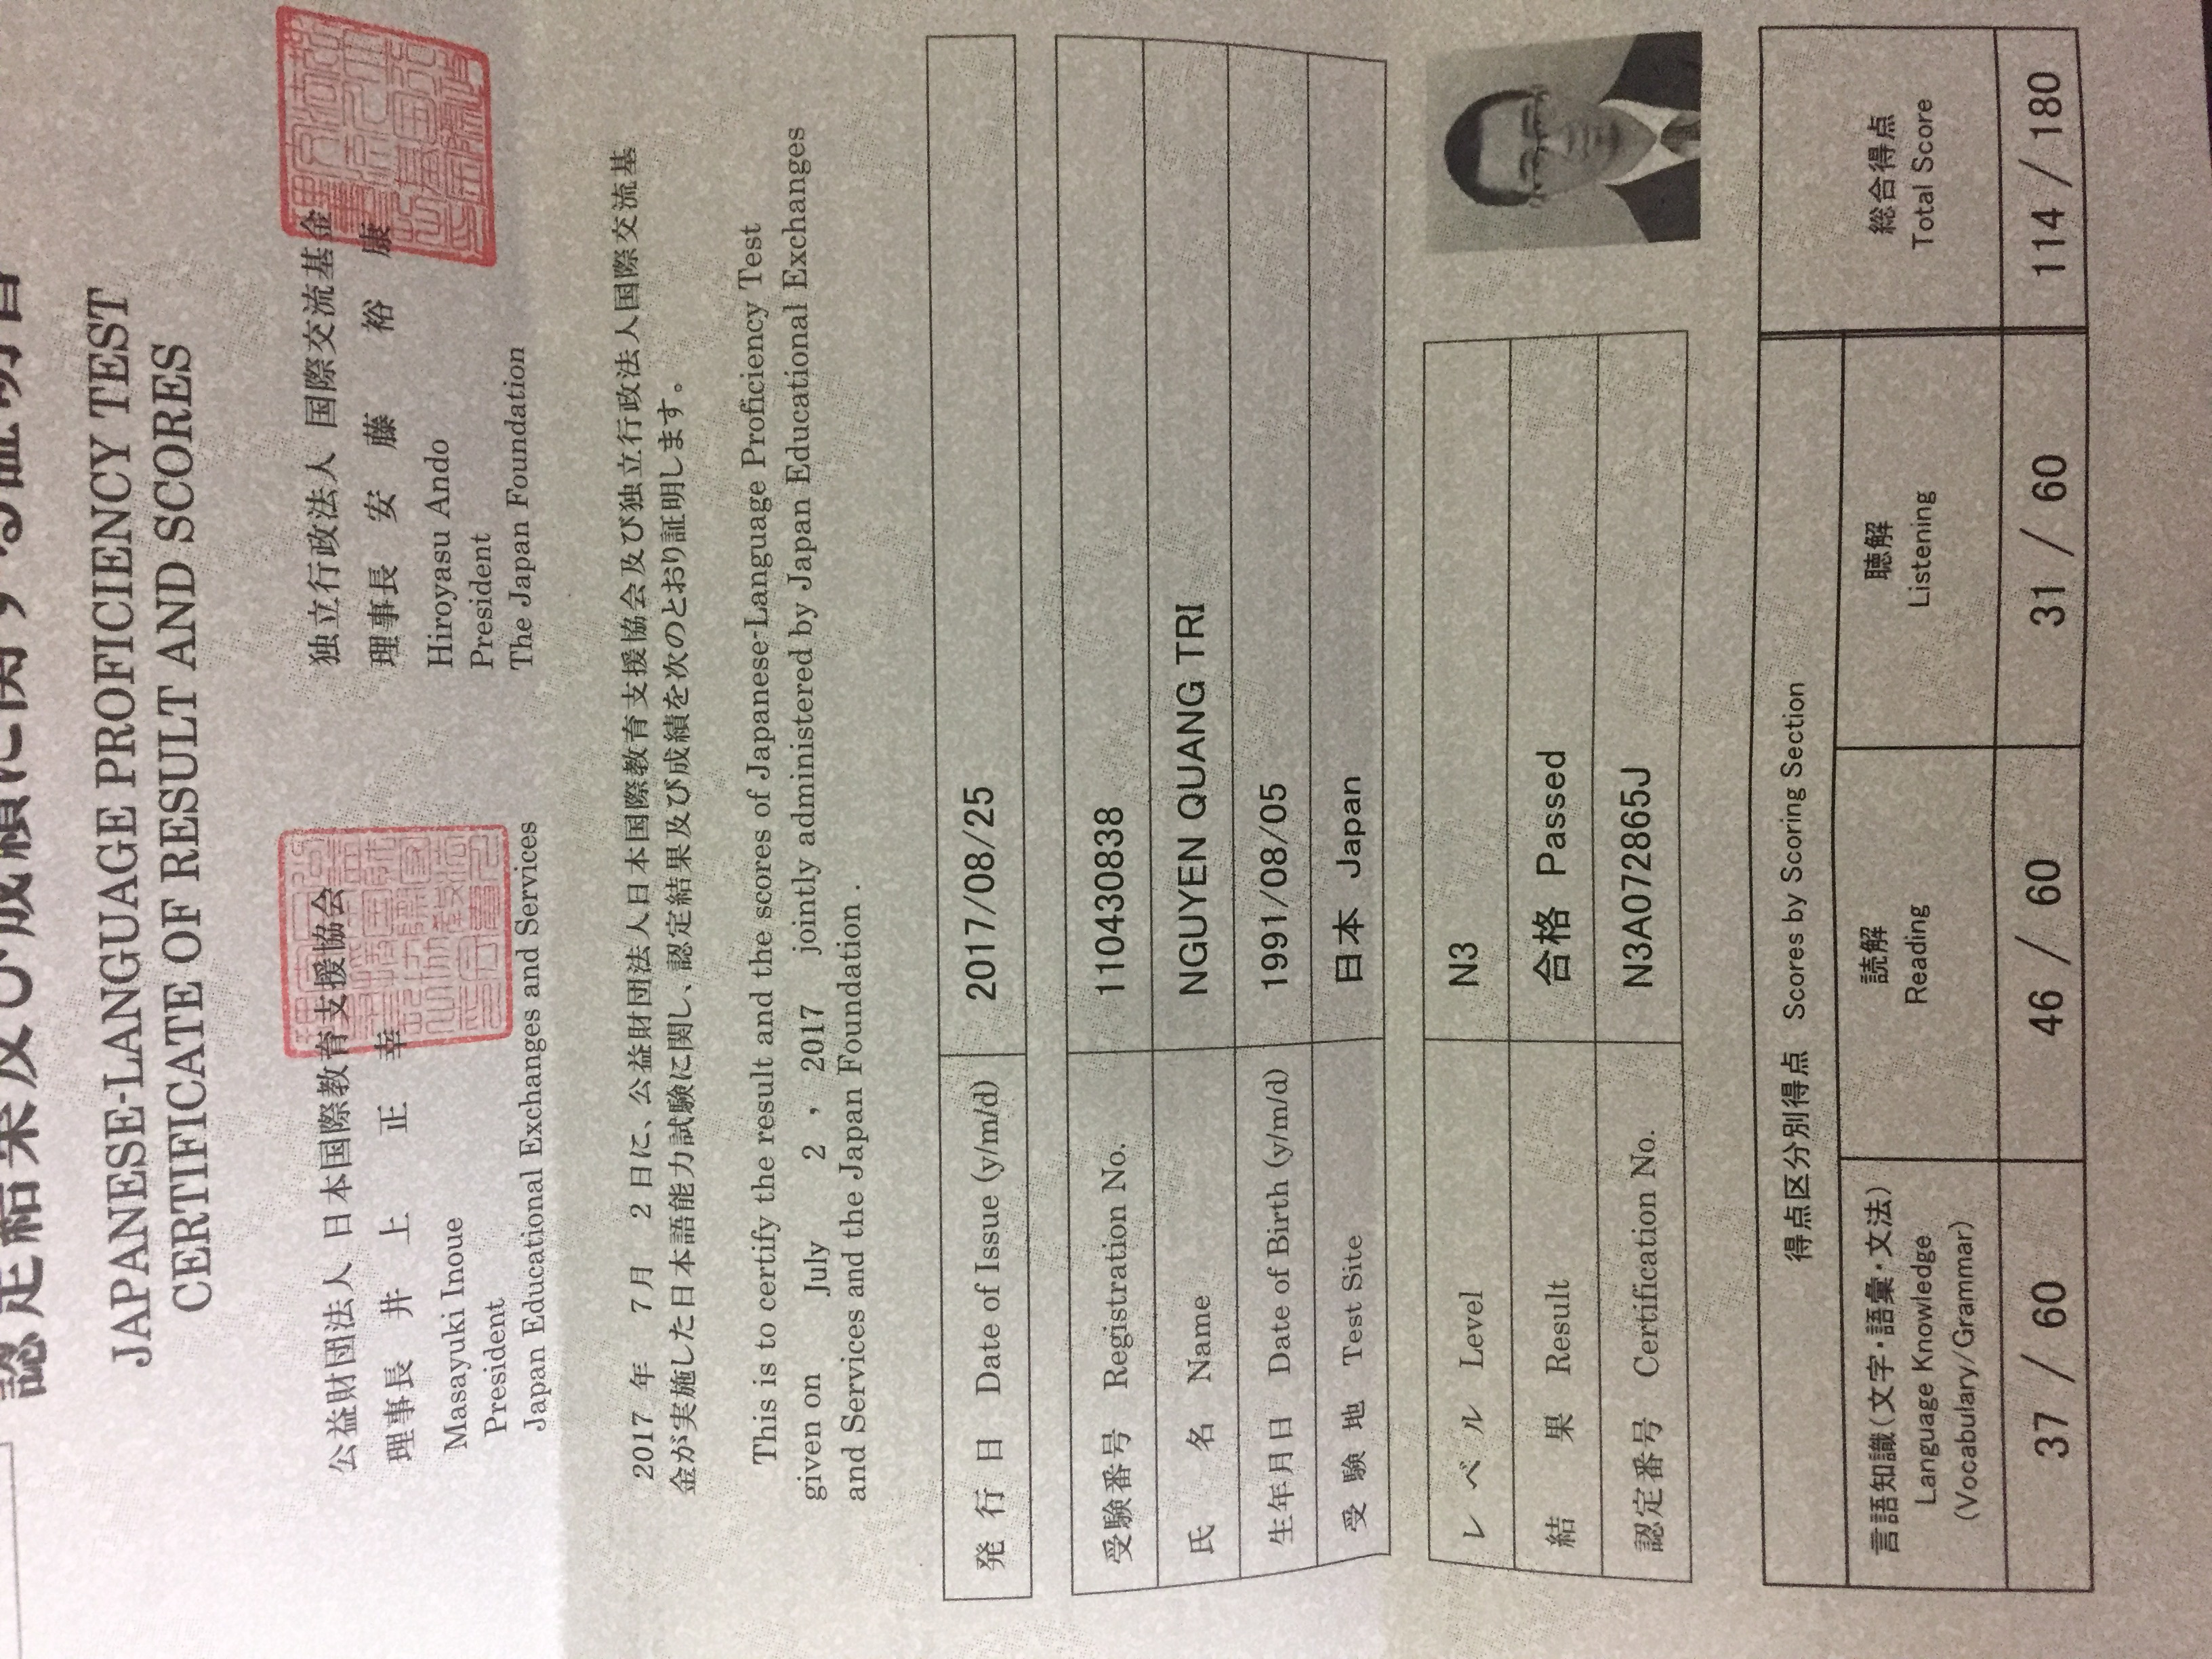 認定結果及び成績に関する証明書
JAPANESE-LANGUAGE PROFICIENCY TEST
CERTIFICATE OF RESULT AND SCORES
公益財団法人 日本国際教育支援協会
理事長 井 上 正 幸
Masayuki Inoue
President
Japan Educational Exchanges and Services
独立行政法人 国際交流基金
理事長 安 藤 裕 康
Hiroyasu Ando
President
The Japan Foundation
2017 年 7月 2日に、公益財団法人日本国際教育支援協会及び独立行政法人国際交流基
金が実施した日本語能力試験に関し、認定結果及び成績を次のとおり証明します。
This is to certify the result and the scores of Japanese-Language Proficiency Test
given on July 2 , 2017 jointly administered by Japan Educational Exchanges
and Services and the Japan Foundation .
発 行 日 Date of Issue (y/m/d) 2017/08/25
受験番号 Registration No. 110430838
氏 名 Name NGUYEN QUANG TRI
生年月日 Date of Birth (y/m/d) 1991/08/05
受 験 地 Test Site 日本 Japan
レ ベ ル Level N3
結 果 Result 合格 Passed
認定番号 Certification No. N3A072865J
得点区分別得点 Scores by Scoring Section
言語知識(文字・語彙・文法)
Language Knowledge
(Vocabulary/Grammar)
読解
Reading
聴解
Listening
総合得点
Total Score
37 / 60 46 / 60 31 / 60 114 / 180